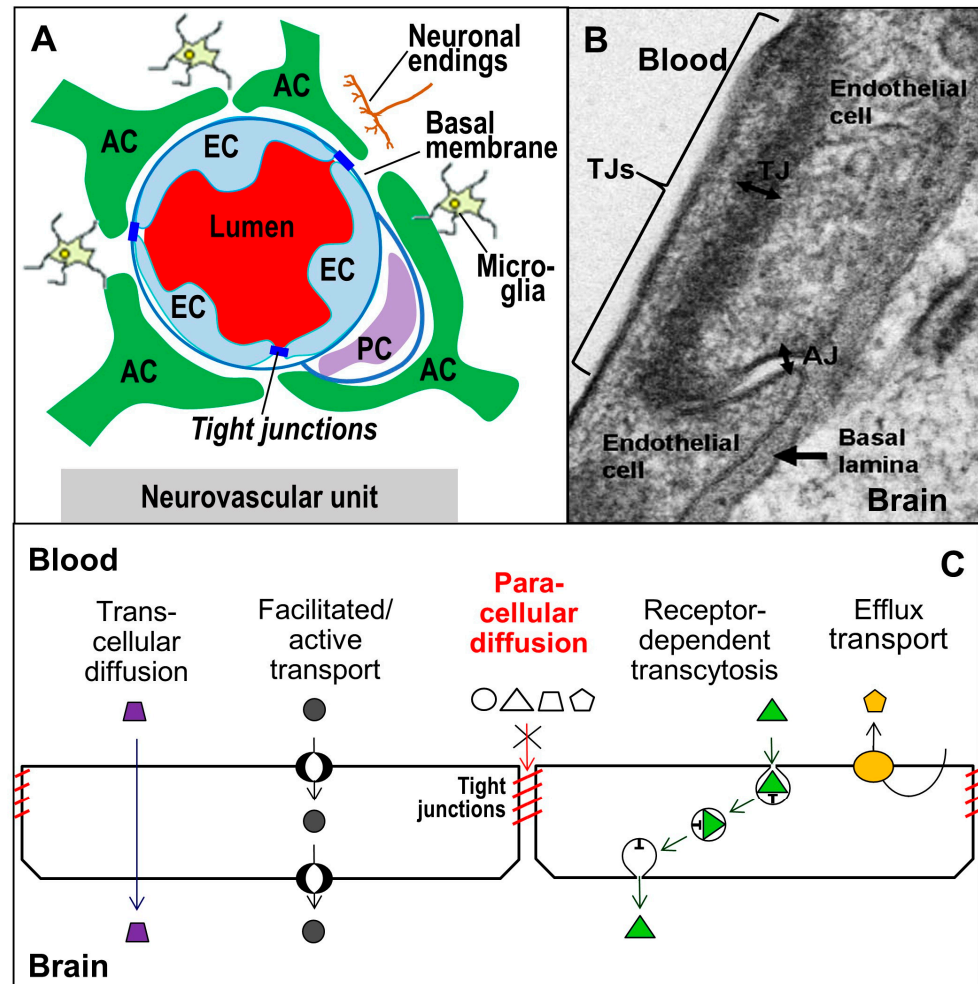 A
Neuronal
endings
AC
AC
EC
Basal
membrane
Lumen
EC
EC
Micro-
glia
PC
AC
AC
Tight junctions
Neurovascular unit
B
Blood
Endothelial
cell
TJs
TJ
AJ
Endothelial
cell
Basal
lamina
Brain
Blood
C
Trans-
cellular
diffusion
Facilitated/
active
transport
Para-
cellular
diffusion
Receptor-
dependent
transcytosis
Efflux
transport
Tight
junctions
Brain